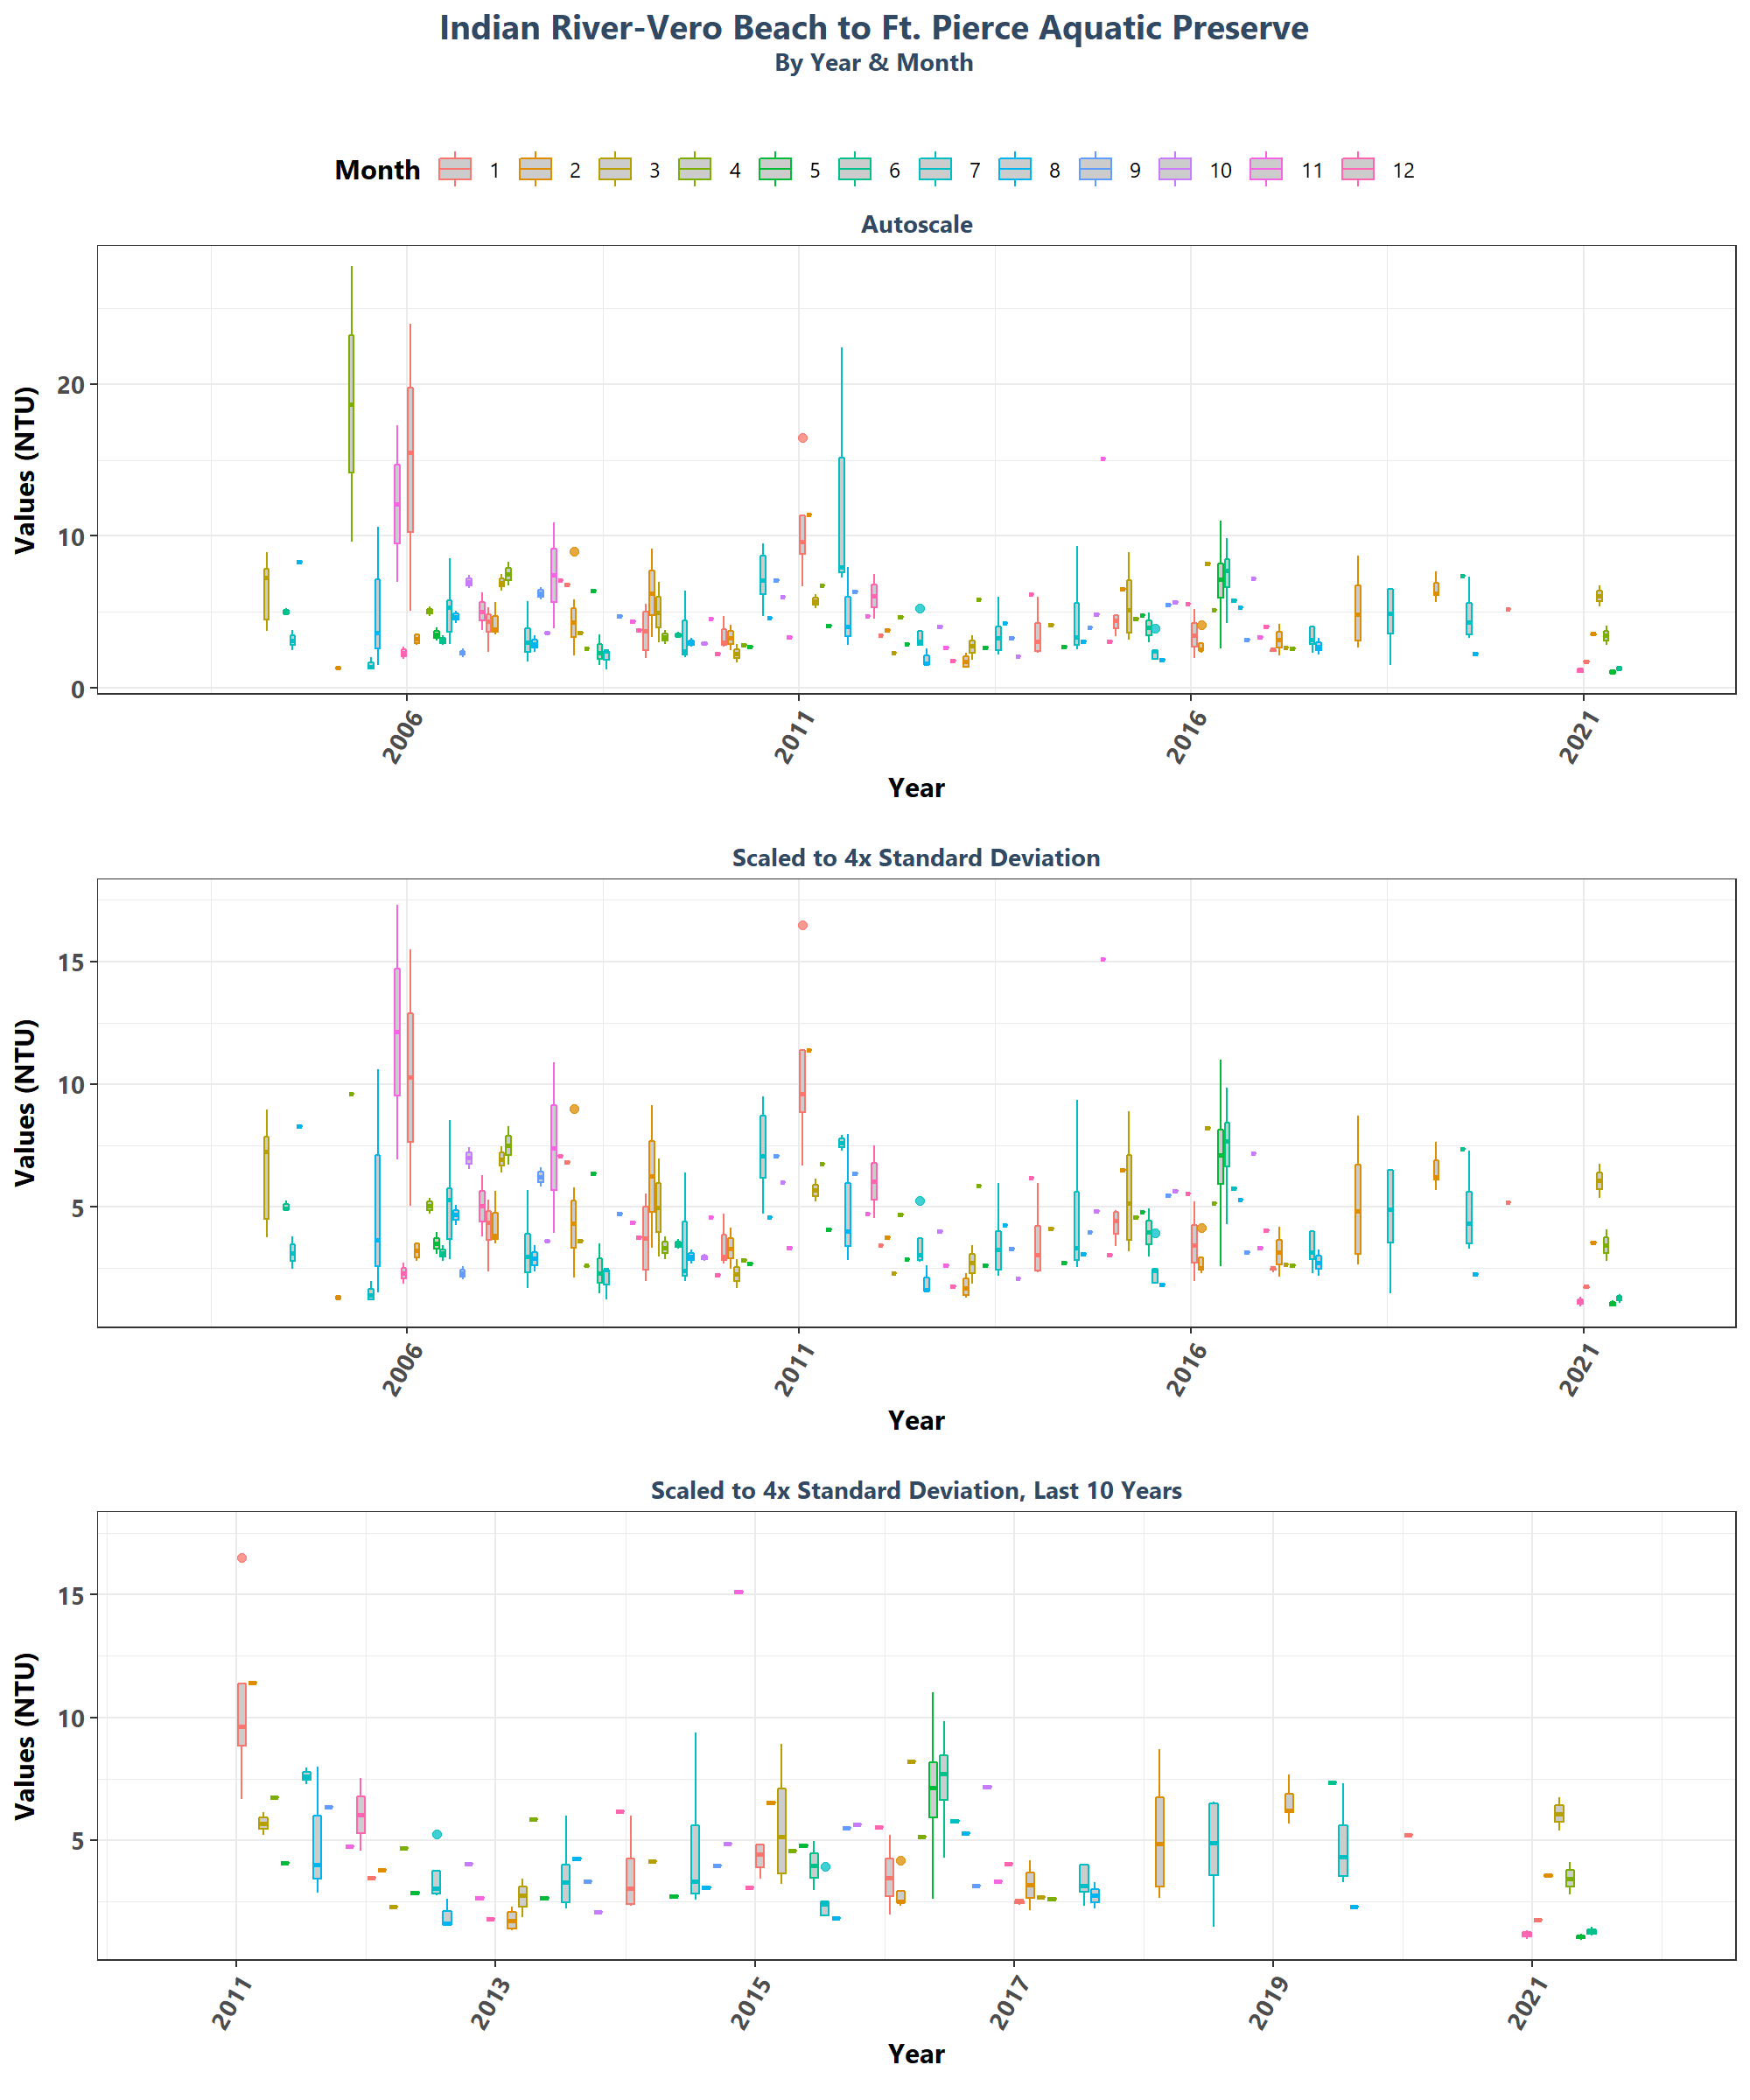 Indian River-Vero Beach to Ft. Pierce Aquatic Preserve
By Year & Month
Month 1 2 3 4 5 6 7 8 9 10 11 12
Autoscale
Values (NTU)
20
10
0
2006 2011 2016 2021
Year
Scaled to 4x Standard Deviation
Values (NTU)
15
10
5
2006 2011 2016 2021
Year
Scaled to 4x Standard Deviation, Last 10 Years
Values (NTU)
15
10
5
2011 2013 2015 2017 2019 2021
Year